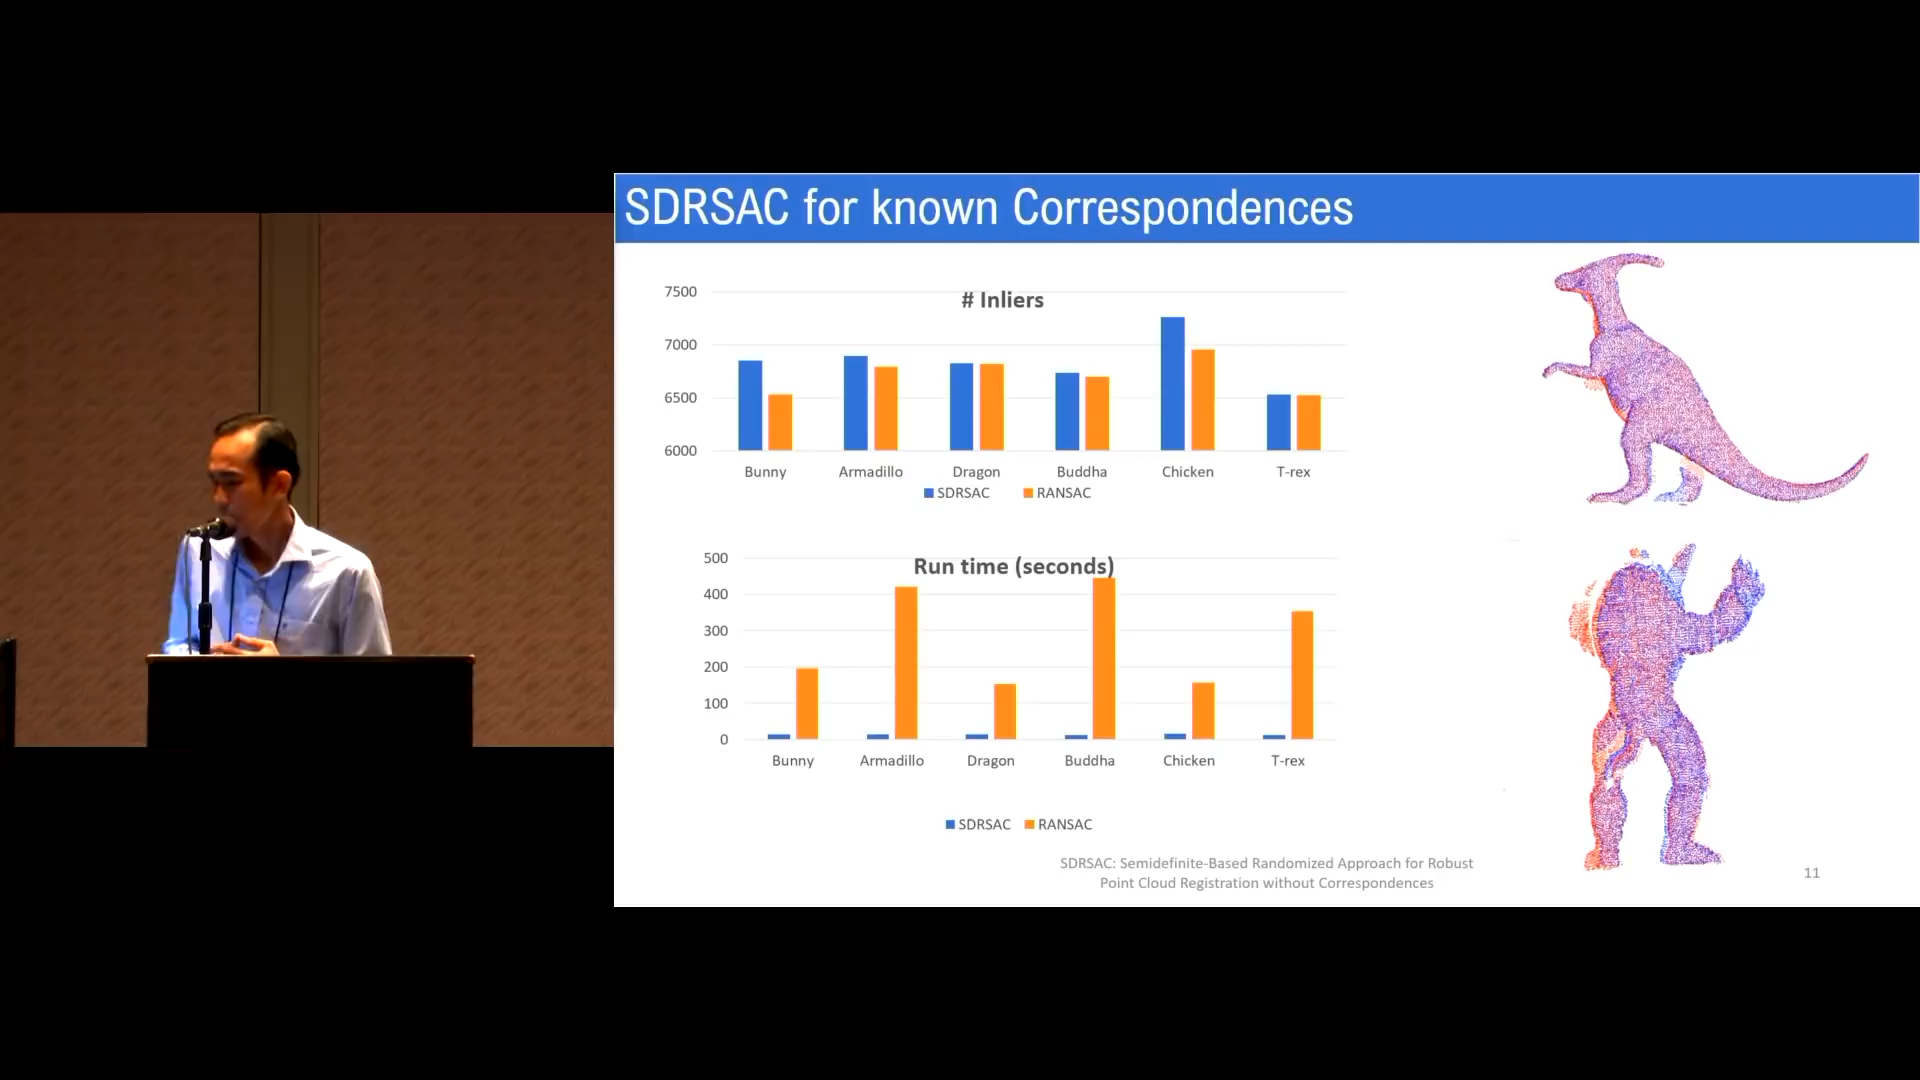 SDRSAC for known Correspondences
# Inliers
7500
7000
6500
6000
Bunny Armadillo Dragon Buddha Chicken T-rex
SDRSAC RANSAC
Run time (seconds)
500
400
300
200
100
0
Bunny Armadillo Dragon Buddha Chicken T-rex
SDRSAC RANSAC
SDRSAC: Semidefinite-Based Randomized Approach for Robust
Point Cloud Registration without Correspondences
11